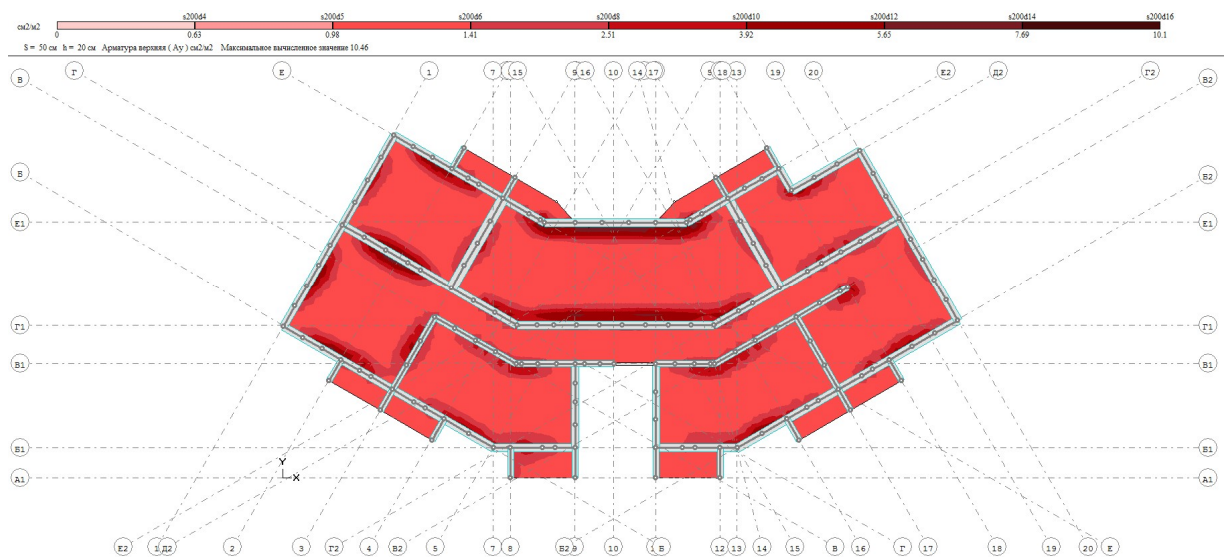 s200d4 s200d5 s200d6 s200d8 s200d10 s200d12 s200d14 s200d16
см2/м2
0 0.63 0.98 1.41 2.51 3.92 5.65 7.69 10.1
S = 50 см h = 20 см Арматура верхняя ( Ay ) см2/м2 Максимальное вычисленное значение 10.46
В Г Е 1 7 15 9 16 10 14 17 5 18 13 19 20 Е2 Д2 Г2 В2
В Б2
Е1 Е1
Г1 Г1
В1 В1
Б1 Б1
Y
X
А1 А1
Е2 Д2 2 3 4 Г2 В2 5 7 8 Б2 9 10 Б 12 13 14 15 В 16 Г 17 18 19 20 Е